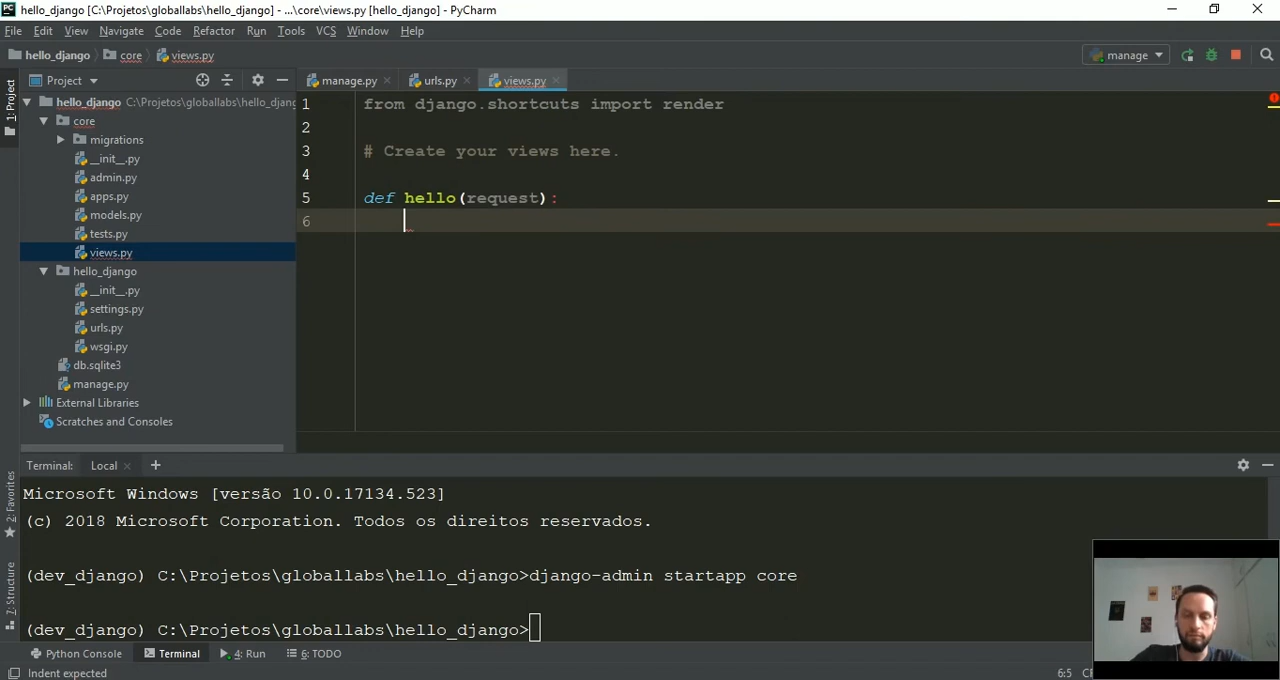 hello_django [C:\Projetos\globallabs\hello_django] - ...\core\views.py [hello_django] - PyCharm
File Edit View Navigate Code Refactor Run Tools VCS Window Help
hello_django core views.py manage
Project manage.py urls.py views.py
1: Project
hello_django C:\Projetos\globallabs\hello_djang
core
migrations
__init__.py
admin.py
apps.py
models.py
tests.py
views.py
hello_django
__init__.py
settings.py
urls.py
wsgi.py
db.sqlite3
manage.py
External Libraries
Scratches and Consoles
1 from django.shortcuts import render
2
3 # Create your views here.
4
5 def hello(request):
6
Terminal: Local
2: Favorites
7: Structure
Microsoft Windows [versão 10.0.17134.523]
(c) 2018 Microsoft Corporation. Todos os direitos reservados.
(dev_django) C:\Projetos\globallabs\hello_django>django-admin startapp core
(dev_django) C:\Projetos\globallabs\hello_django>
Python Console Terminal 4: Run 6: TODO
Indent expected 6:5